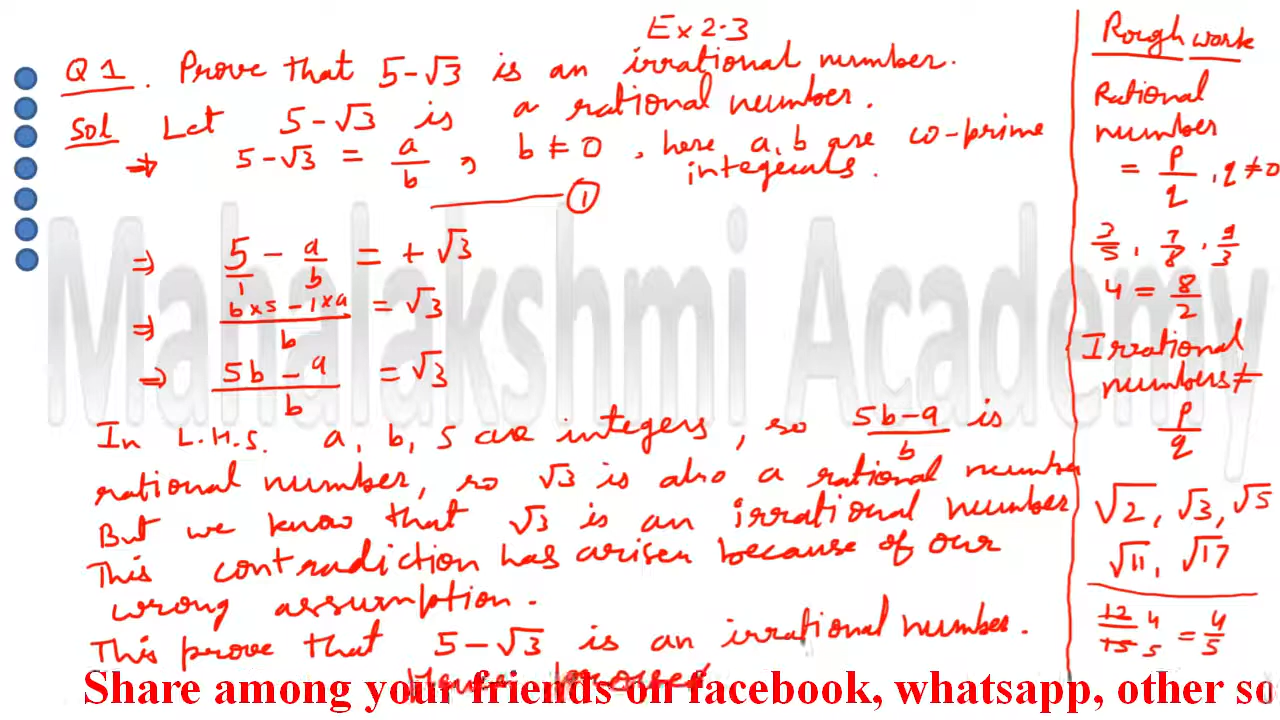 Ex 2.3
Q 1. Prove that 5-√3 is an irrational number.
Sol Let 5-√3 is a rational number.
⇒ 5-√3 = a/b, b ≠ 0, here a, b are co-prime
integerals.
①
⇒ 5/1 - a/b = + √3
⇒ (b×5 - 1×a)/b = √3
⇒ (5b - a)/b = √3
In L.H.S. a, b, 5 are integers, so (5b-a)/b is
rational number, so √3 is also a rational number
But we know that √3 is an irrational number
This contradiction has arisen because of our
wrong assumption.
This prove that 5-√3 is an irrational number.
Hence proved
Rough work
Rational
number
= p/q, q≠0
3/5, 7/8, 9/3
4 = 8/2
Irrational
numbers≠
p/q
√2, √3, √5
√11, √17
12/15 4/5 = 4/5
Mahalakshmi Academy
Share among your friends on facebook, whatsapp, other so